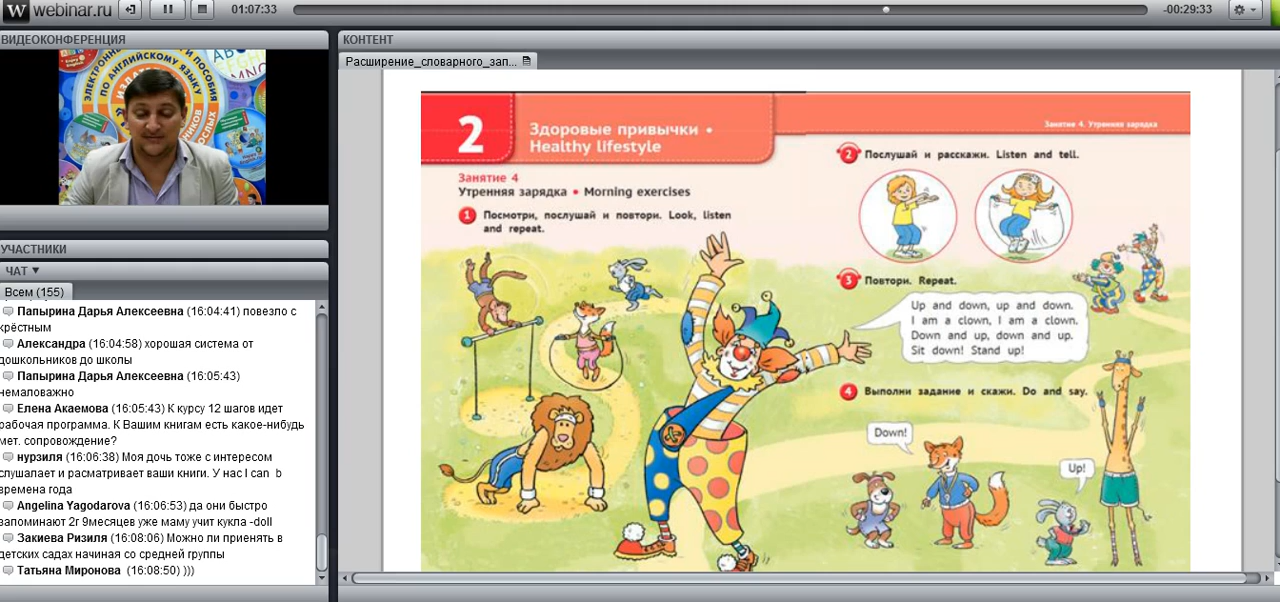 webinar.ru
01:07:33
-00:29:33
ВИДЕОКОНФЕРЕНЦИЯ
КОНТЕНТ
Расширение_словарного_зап...
УЧАСТНИКИ
ЧАТ
Всем (155)
Папырина Дарья Алексеевна (16:04:41) повезло с
крёстным
Александра (16:04:58) хорошая система от
дошкольников до школы
Папырина Дарья Алексеевна (16:05:43)
немаловажно
Елена Акаемова (16:05:43) К курсу 12 шагов идет
рабочая программа. К Вашим книгам есть какое-нибудь
мет. сопровождение?
нурзиля (16:06:38) Моя дочь тоже с интересом
слушалает и расматривает ваши книги. У нас I can b
времена года
Angelina Yagodarova (16:06:53) да они быстро
запоминают 2г 9месяцев уже маму учит кукла -doll
Закиева Ризиля (16:08:06) Можно ли приенять в
детских садах начиная со средней группы
Татьяна Миронова (16:08:50) )))
2
Здоровые привычки •
Healthy lifestyle
Занятие 4
Утренняя зарядка • Morning exercises
1 Посмотри, послушай и повтори. Look, listen
and repeat.
Занятие 4. Утренняя зарядка
2 Послушай и расскажи. Listen and tell.
3 Повтори. Repeat.
Up and down, up and down.
I am a clown, I am a clown.
Down and up, down and up.
Sit down! Stand up!
4 Выполни задание и скажи. Do and say.
Down!
Up!